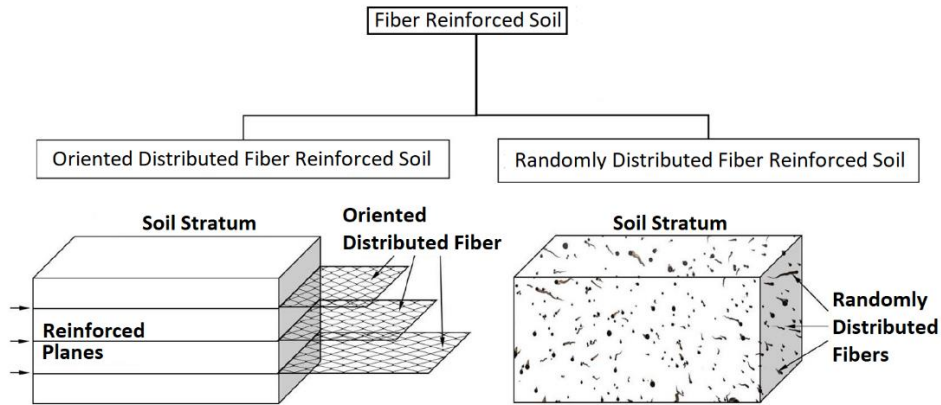 Fiber Reinforced Soil
Oriented Distributed Fiber Reinforced Soil
Randomly Distributed Fiber Reinforced Soil
Soil Stratum
Oriented
Distributed Fiber
Reinforced
Planes
Soil Stratum
Randomly
Distributed
Fibers